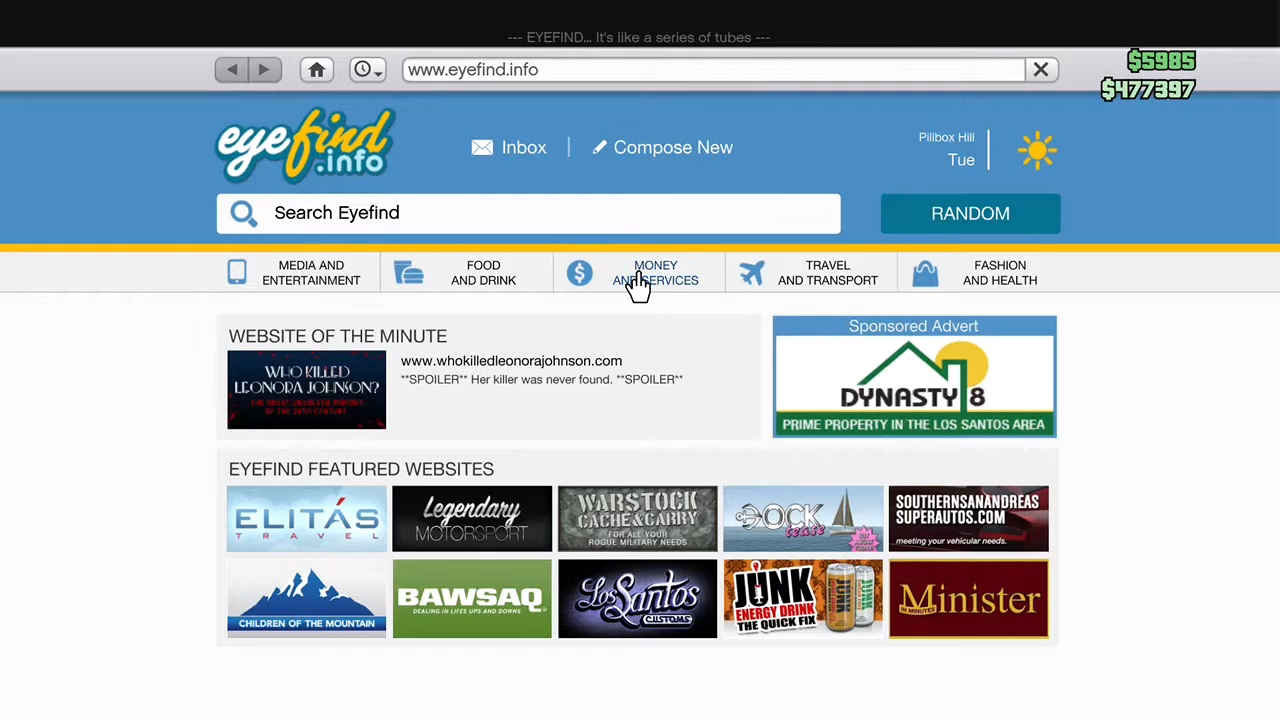 --- EYEFIND... It's like a series of tubes ---
www.eyefind.info
$5985
$477397
eyefind.info
Inbox
Compose New
Pillbox Hill
Tue
Search Eyefind
RANDOM
MEDIA AND
ENTERTAINMENT
FOOD
AND DRINK
MONEY
AND SERVICES
TRAVEL
AND TRANSPORT
FASHION
AND HEALTH
WEBSITE OF THE MINUTE
WHO KILLED
LEONORA JOHNSON?
THE GREAT UNSOLVED MURDER
OF THE 20TH CENTURY
www.whokilledleonorajohnson.com
**SPOILER** Her killer was never found. **SPOILER**
Sponsored Advert
DYNASTY 8
PRIME PROPERTY IN THE LOS SANTOS AREA
EYEFIND FEATURED WEBSITES
ELITÁS
TRAVEL
Legendary
MOTORSPORT
WARSTOCK
CACHE & CARRY
FOR ALL YOUR
ROGUE MILITARY NEEDS
DOCK
tease
SOUTHERNSANANDREAS
SUPERAUTOS.COM
meeting your vehicular needs.
CHILDREN OF THE MOUNTAIN
BAWSAQ
DEALING IN LIFES UPS AND DOWNS
Los Santos
CUSTOMS
JUNK
ENERGY DRINK
THE QUICK FIX
Minister
IN MINUTES